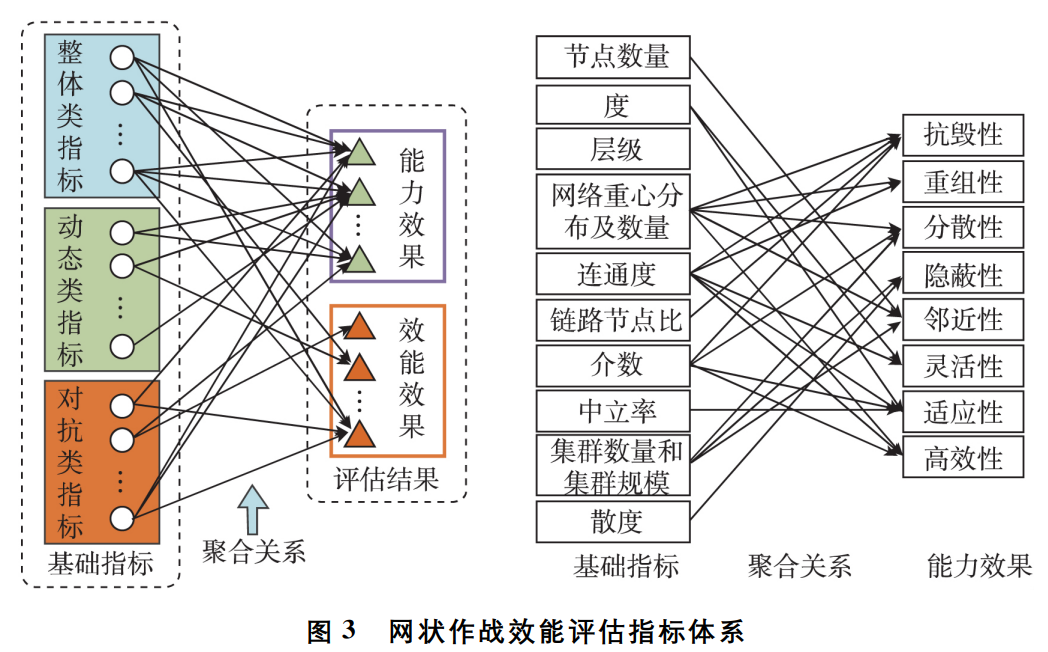 整体类指标
⋮
动态类指标
⋮
对抗类指标
⋮
基础指标
聚合关系
能力效果
……
效能效果
……
评估结果
节点数量
度
层级
网络重心分
布及数量
连通度
链路节点比
介数
中立率
集群数量和
集群规模
散度
基础指标
聚合关系
抗毁性
重组性
分散性
隐蔽性
邻近性
灵活性
适应性
高效性
能力效果
图 3 网状作战效能评估指标体系